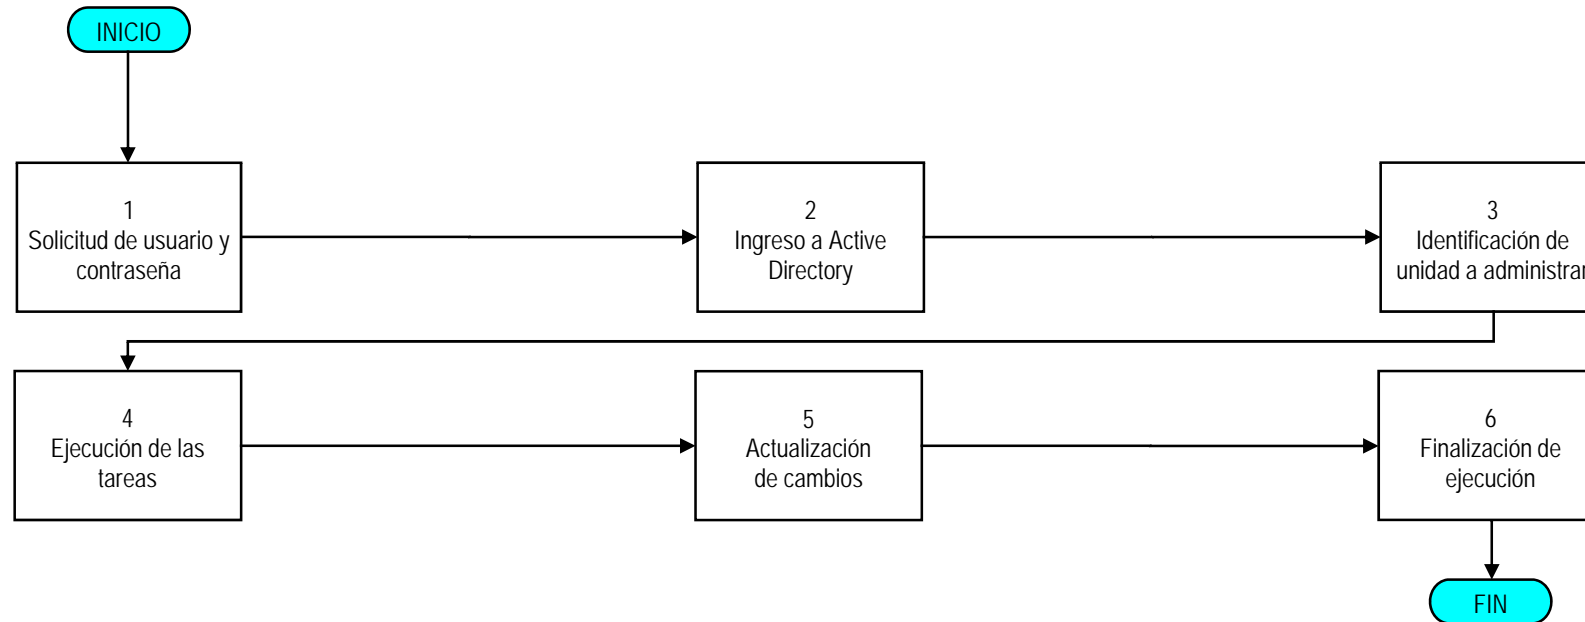 INICIO
1
Solicitud de usuario y
contraseña
2
Ingreso a Active
Directory
3
Identificación de
unidad a administrar
4
Ejecución de las
tareas
5
Actualización
de cambios
6
Finalización de
ejecución
FIN